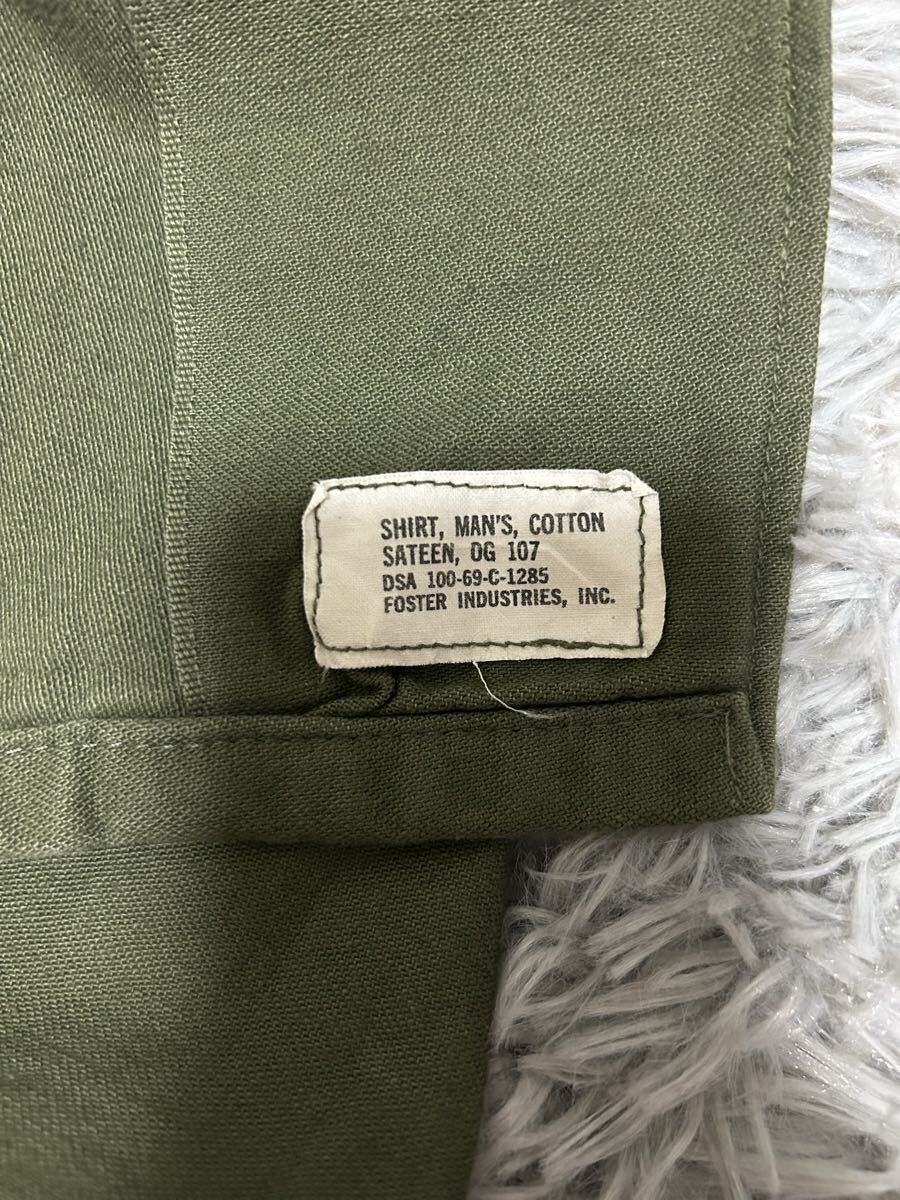 SHIRT, MAN'S, COTTON
SATEEN, OG 107
DSA 100-69-C-1285
FOSTER INDUSTRIES, INC.